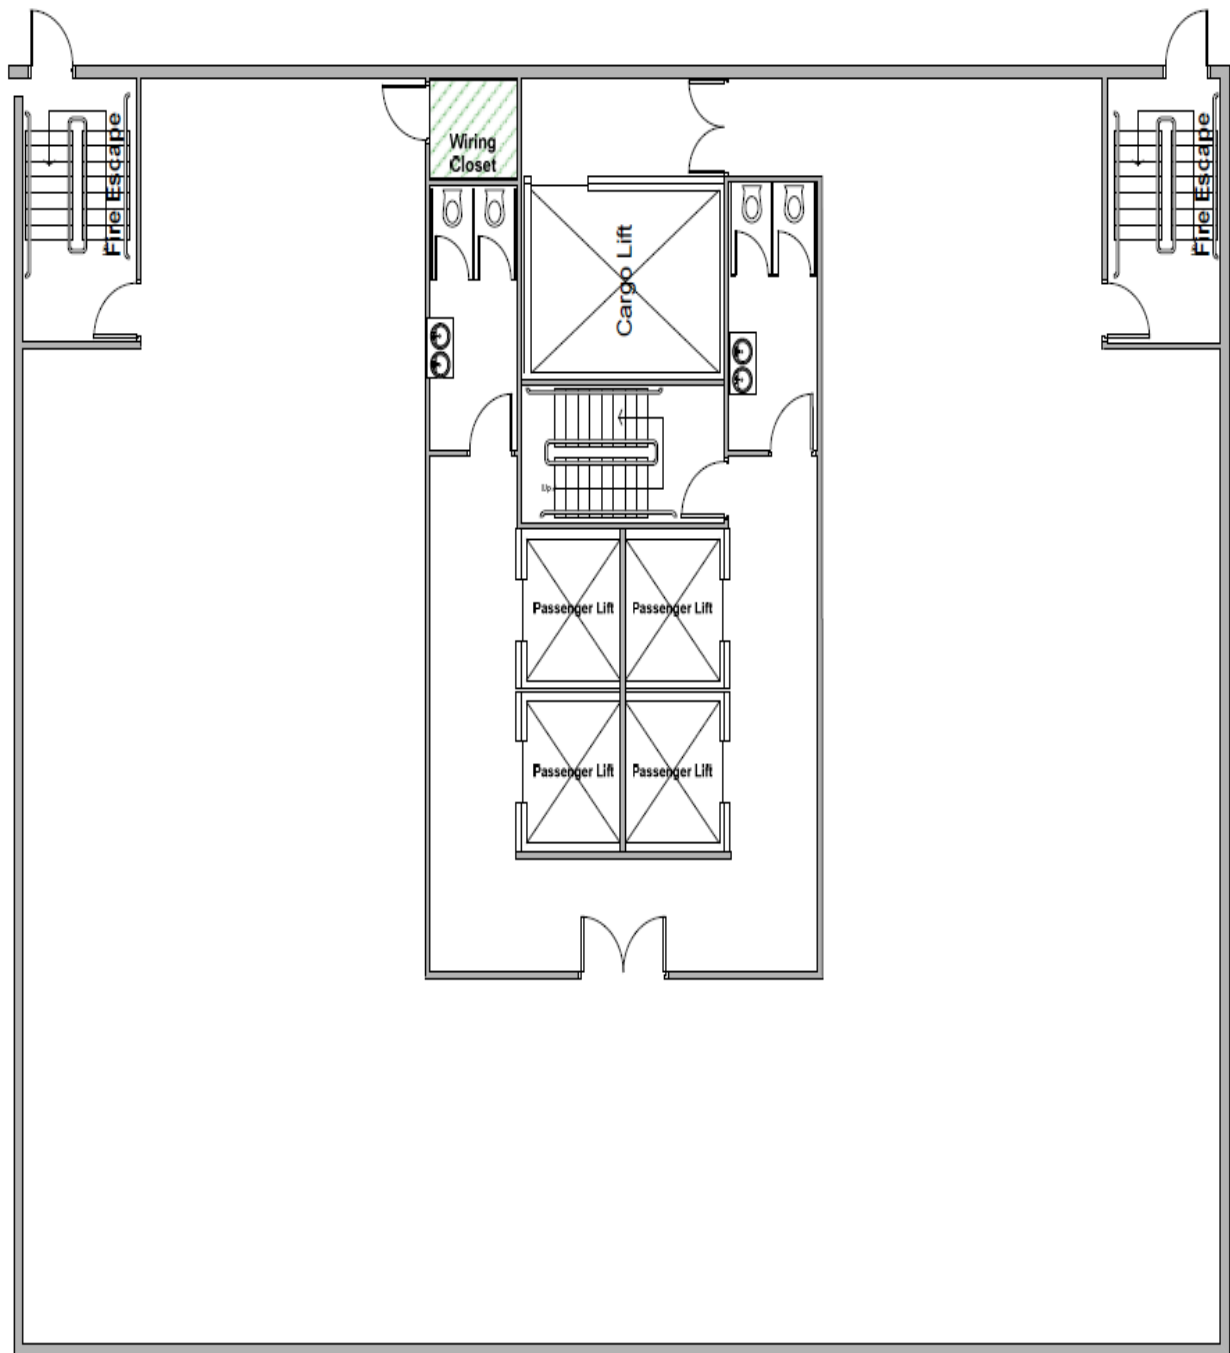 Fire Escape
Wiring
Closet
Fire Escape
Cargo Lift
Up
Passenger Lift
Passenger Lift
Passenger Lift
Passenger Lift